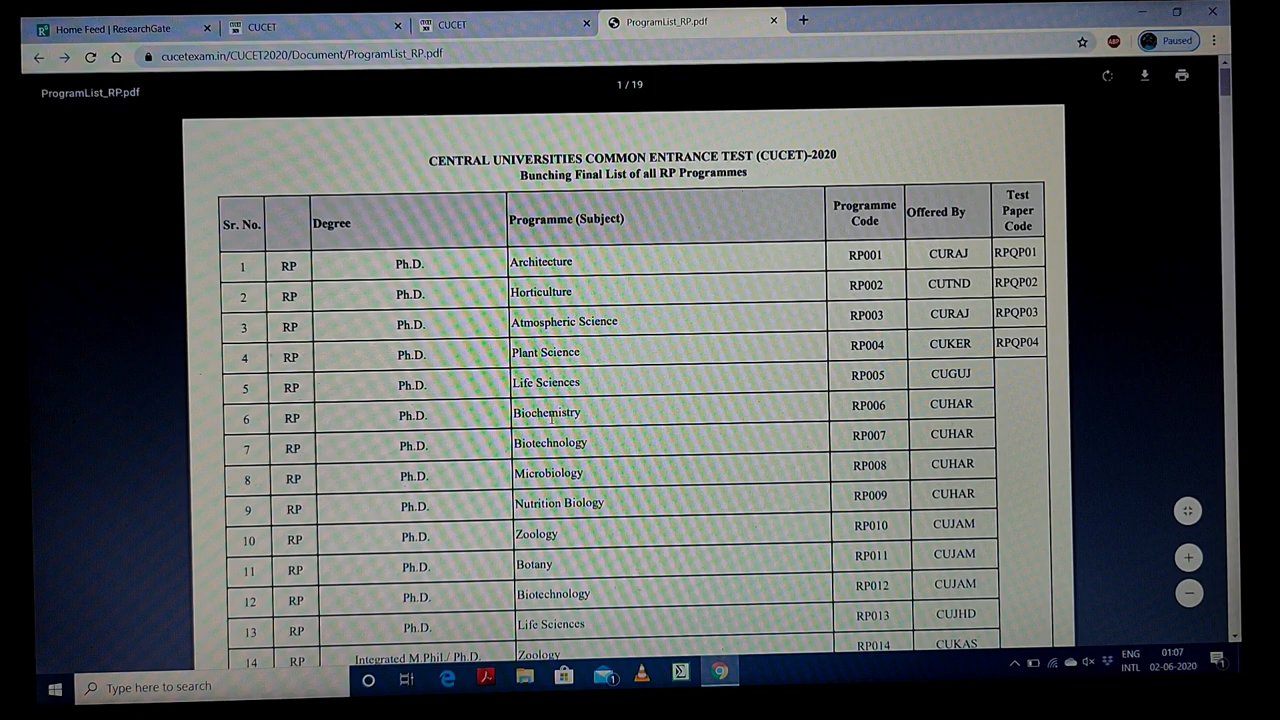 Home Feed | ResearchGate
CUCET
CUCET
ProgramList_RP.pdf
cucetexam.in/CUCET2020/Document/ProgramList_RP.pdf
ABP
Paused
ProgramList_RP.pdf
1 / 19
CENTRAL UNIVERSITIES COMMON ENTRANCE TEST (CUCET)-2020
Bunching Final List of all RP Programmes
Sr. No. Degree Programme (Subject) Programme Code Offered By Test Paper Code
1 RP Ph.D. Architecture RP001 CURAJ RPQP01
2 RP Ph.D. Horticulture RP002 CUTND RPQP02
3 RP Ph.D. Atmospheric Science RP003 CURAJ RPQP03
4 RP Ph.D. Plant Science RP004 CUKER RPQP04
5 RP Ph.D. Life Sciences RP005 CUGUJ
6 RP Ph.D. Biochemistry RP006 CUHAR
7 RP Ph.D. Biotechnology RP007 CUHAR
8 RP Ph.D. Microbiology RP008 CUHAR
9 RP Ph.D. Nutrition Biology RP009 CUHAR
10 RP Ph.D. Zoology RP010 CUJAM
11 RP Ph.D. Botany RP011 CUJAM
12 RP Ph.D. Biotechnology RP012 CUJAM
13 RP Ph.D. Life Sciences RP013 CUJHD
14 RP Integrated M.Phil./ Ph.D. Zoology RP014 CUKAS
Type here to search
1
ENG
INTL
01:07
02-06-2020
1